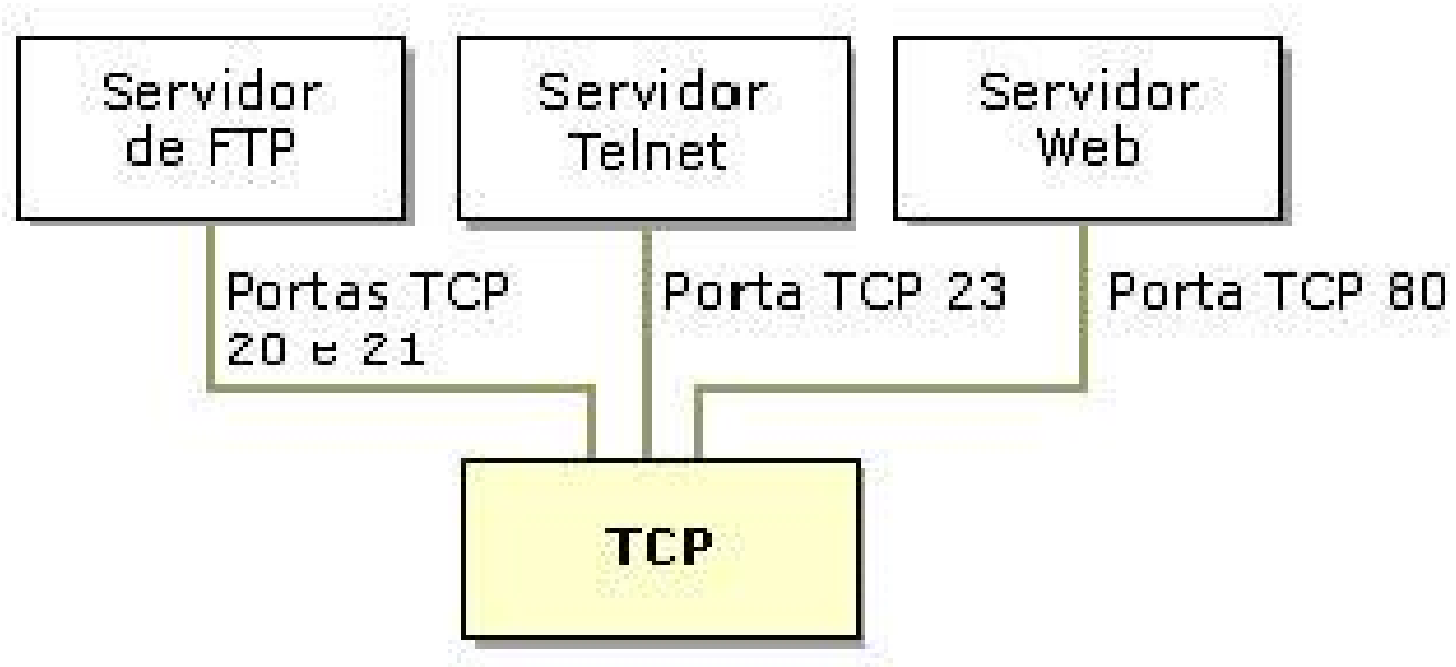 Servidor
de FTP
Servidor
Telnet
Servidor
Web
Portas TCP
20 e 21
Porta TCP 23
Porta TCP 80
TCP